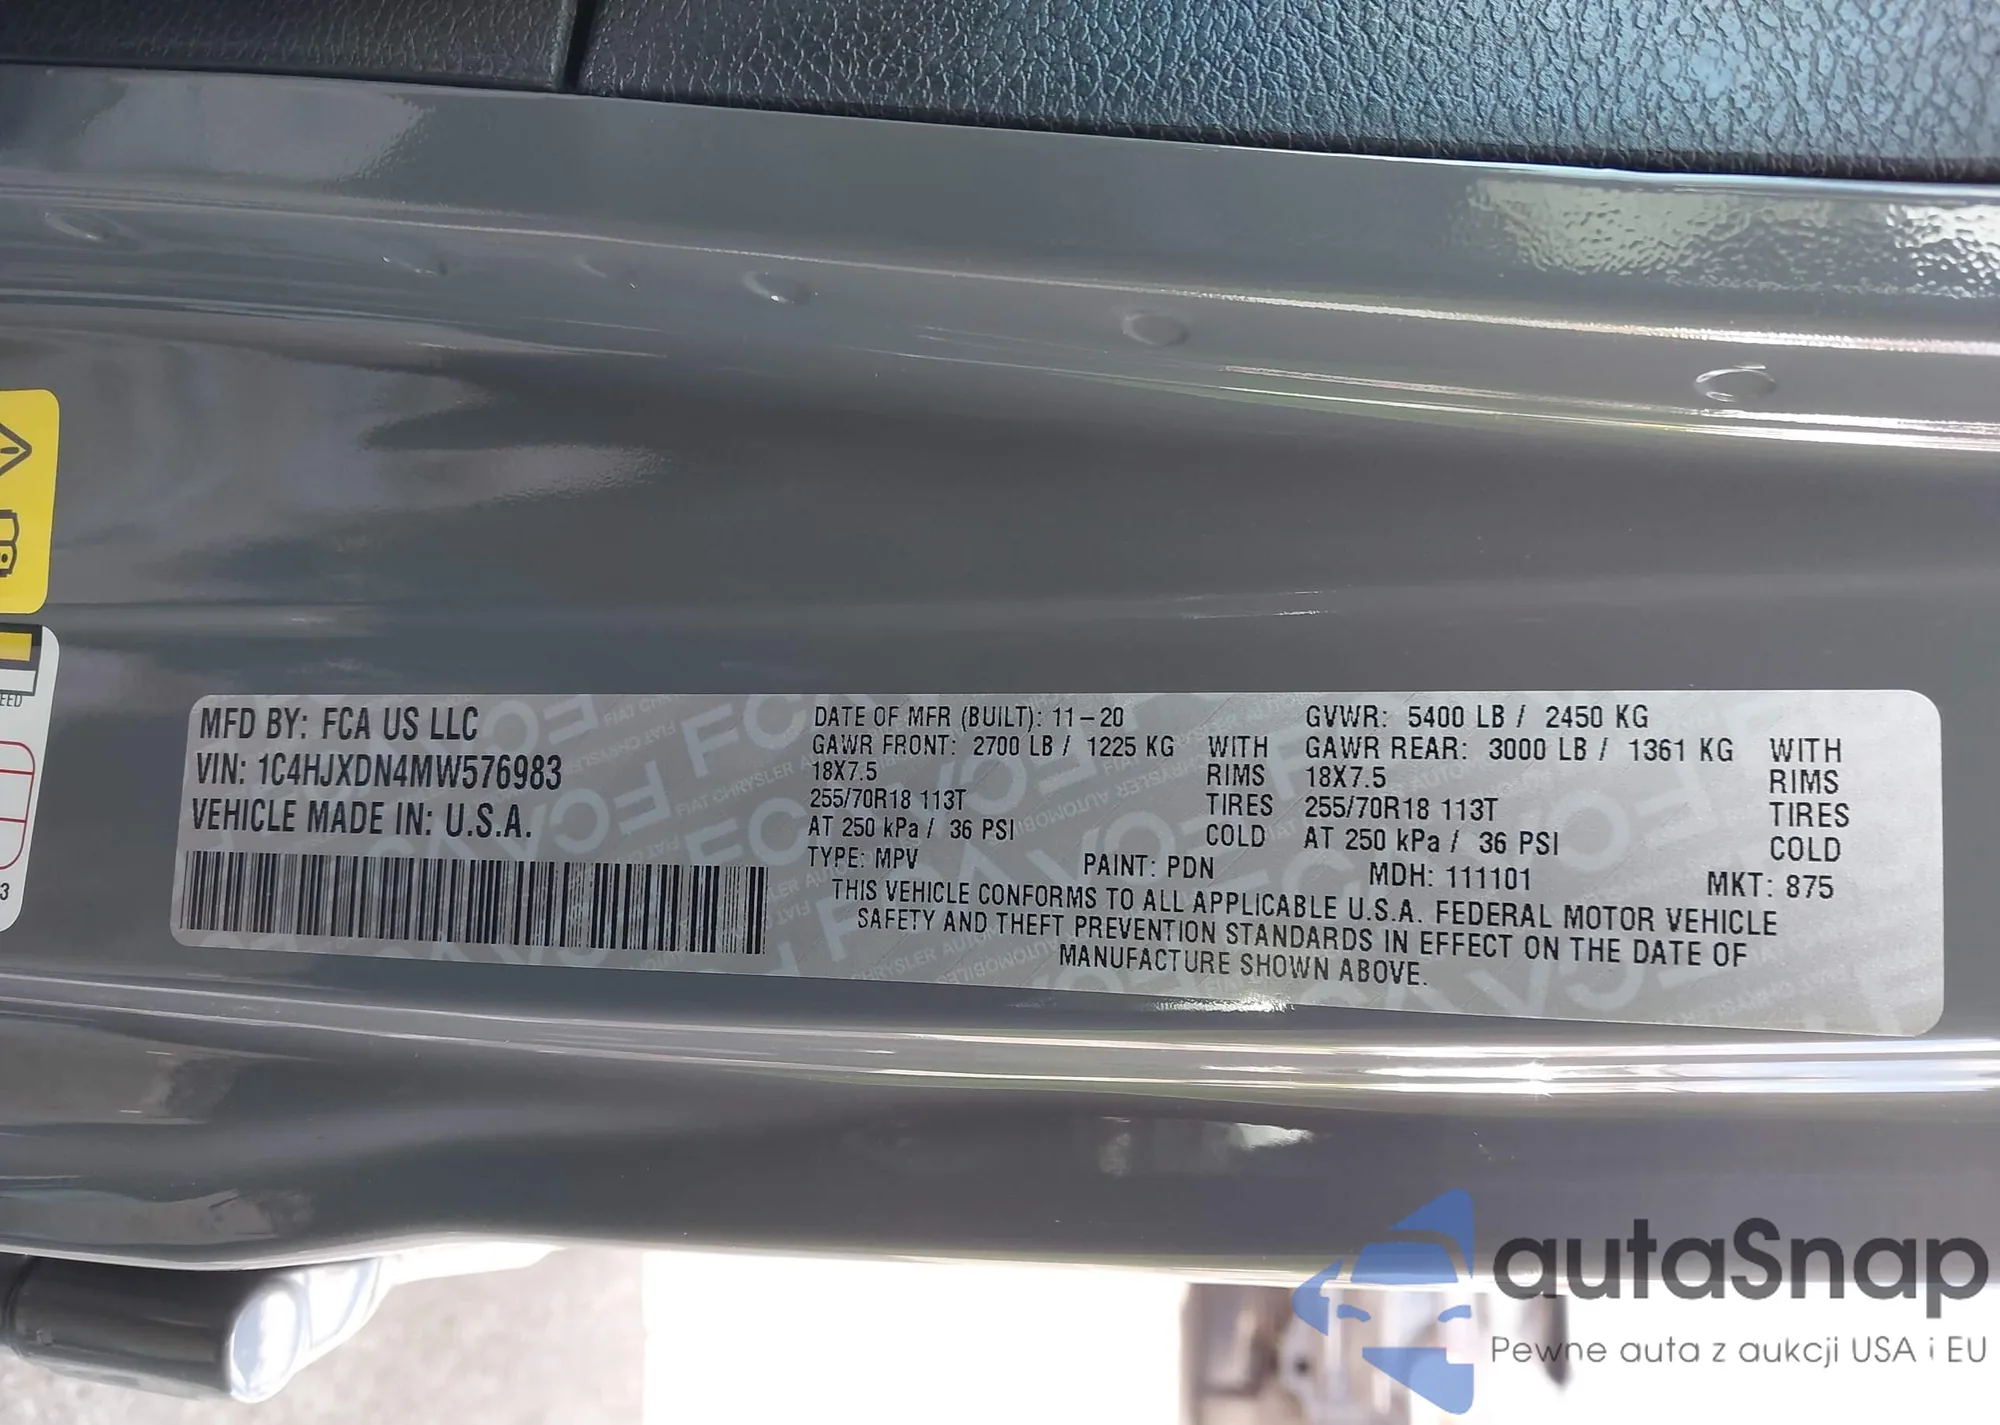 MFD BY: FCA US LLC
VIN: 1C4HJXDN4MW576983
VEHICLE MADE IN: U.S.A.
DATE OF MFR (BUILT): 11-20 GVWR: 5400 LB / 2450 KG
GAWR FRONT: 2700 LB / 1225 KG WITH GAWR REAR: 3000 LB / 1361 KG WITH
18X7.5 RIMS 18X7.5 RIMS
255/70R18 113T TIRES 255/70R18 113T TIRES
AT 250 kPa / 36 PSI COLD AT 250 kPa / 36 PSI COLD
TYPE: MPV PAINT: PDN MDH: 111101 MKT: 875
THIS VEHICLE CONFORMS TO ALL APPLICABLE U.S.A. FEDERAL MOTOR VEHICLE
SAFETY AND THEFT PREVENTION STANDARDS IN EFFECT ON THE DATE OF
MANUFACTURE SHOWN ABOVE.
autaSnap
Pewne auta z aukcji USA i EU